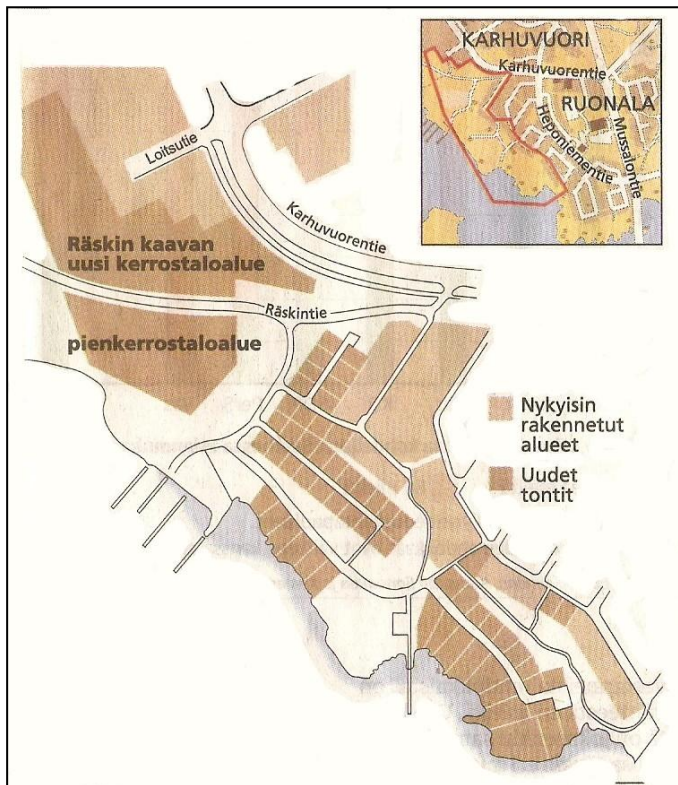 KARHUVUORI
Karhuvuorentie
RUONALA
Heponiementie
Mussalontie
Loitsutie
Karhuvuorentie
Räskin kaavan
uusi kerrostaloalue
Räskintie
pienkerrostaloalue
Nykyisin
rakennetut
alueet
Uudet
tontit